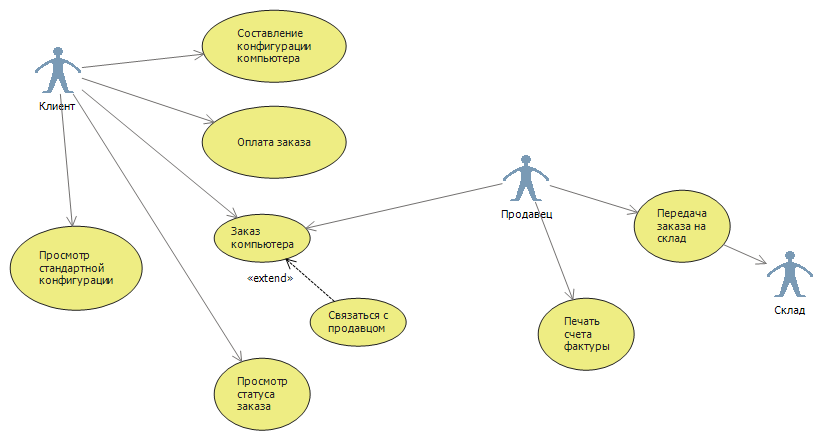 Составление
конфигурации
компьютера
Клиент
Оплата заказа
Продавец
Заказ
компьютера
Передача
заказа на
склад
Просмотр
стандартной
конфигурации
«extend»
Склад
Связаться с
продавцом
Печать
счета
фактуры
Просмотр
статуса
заказа